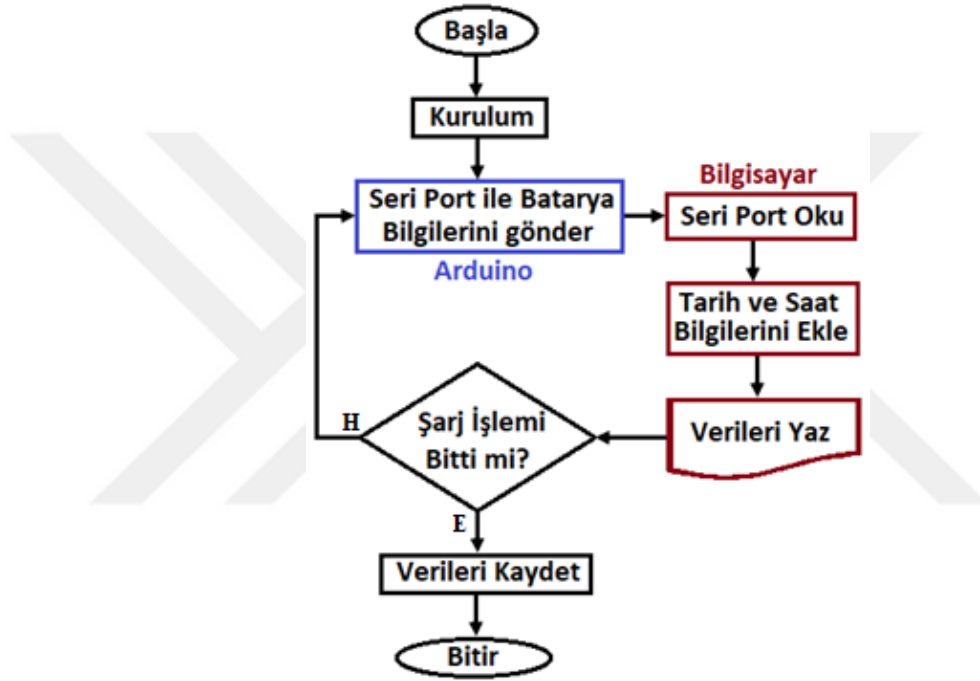 Başla
Kurulum
Seri Port ile Batarya
Bilgilerini gönder
Arduino
Bilgisayar
Seri Port Oku
Tarih ve Saat
Bilgilerini Ekle
Verileri Yaz
Şarj İşlemi
Bitti mi?
H
E
Verileri Kaydet
Bitir